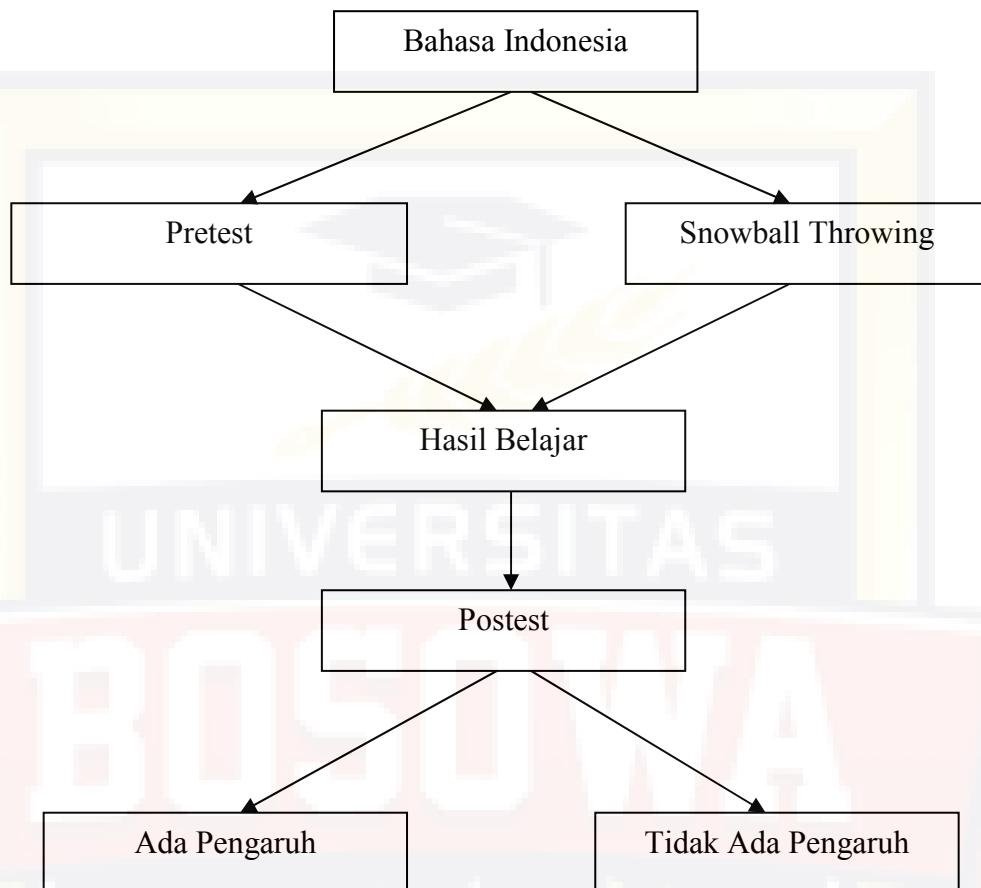 Bahasa Indonesia
Pretest
Snowball Throwing
Hasil Belajar
UNIVERSITAS
Postest
BOSOWA
Ada Pengaruh
Tidak Ada Pengaruh